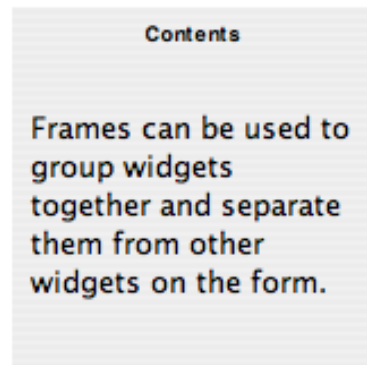 Contents
Frames can be used to
group widgets
together and separate
them from other
widgets on the form.